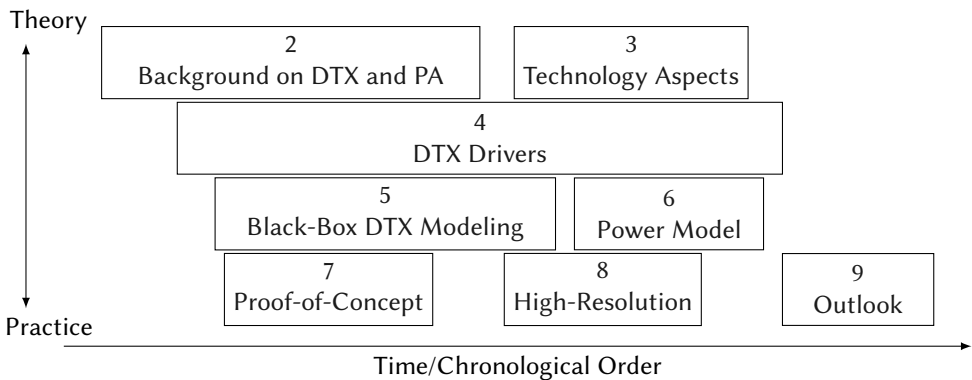 Theory
2
Background on DTX and PA
3
Technology Aspects
4
DTX Drivers
5
Black-Box DTX Modeling
6
Power Model
7
Proof-of-Concept
8
High-Resolution
9
Outlook
Practice
Time/Chronological Order